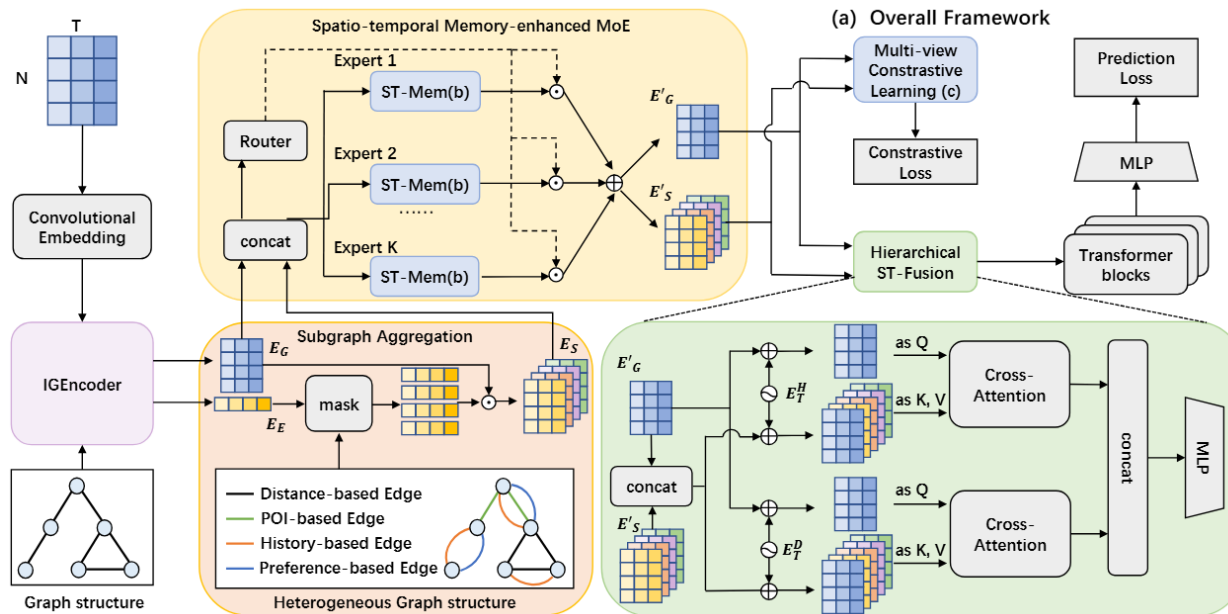 (a) Overall Framework
T
N
Convolutional
Embedding
IGEncoder
Graph structure
Spatio-temporal Memory-enhanced MoE
Router
concat
Expert 1
ST-Mem(b)
Expert 2
ST-Mem(b)
......
Expert K
ST-Mem(b)
E'G
E'S
Multi-view
Constrastive
Learning (c)
Constrastive
Loss
Prediction
Loss
MLP
Hierarchical
ST-Fusion
Transformer
blocks
Subgraph Aggregation
EG
EE
mask
ES
Distance-based Edge
POI-based Edge
History-based Edge
Preference-based Edge
Heterogeneous Graph structure
E'G
concat
E'S
E_T^H
as Q
as K, V
Cross-
Attention
E_T^D
as Q
as K, V
Cross-
Attention
concat
MLP